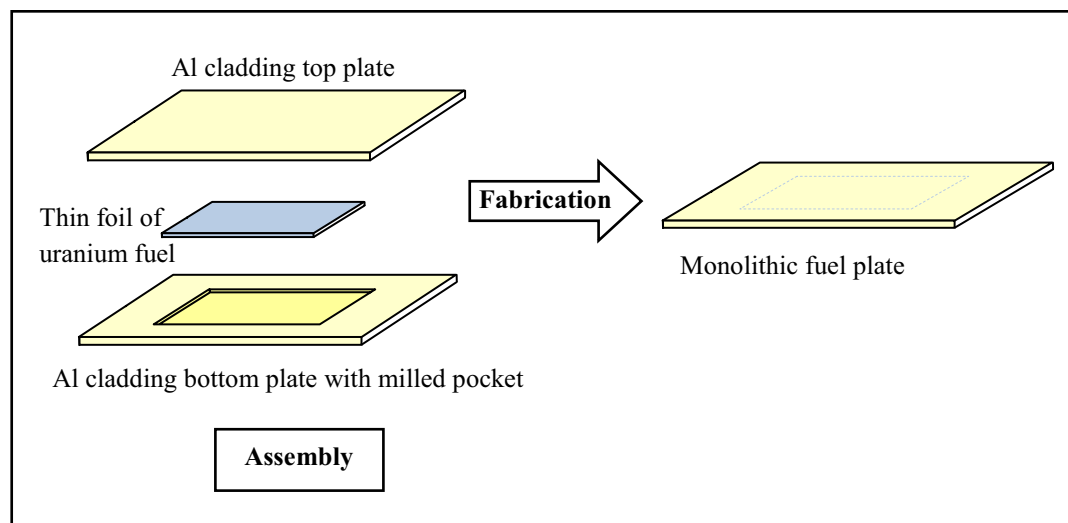 Al cladding top plate
Thin foil of
uranium fuel
Al cladding bottom plate with milled pocket
Assembly
Fabrication
Monolithic fuel plate